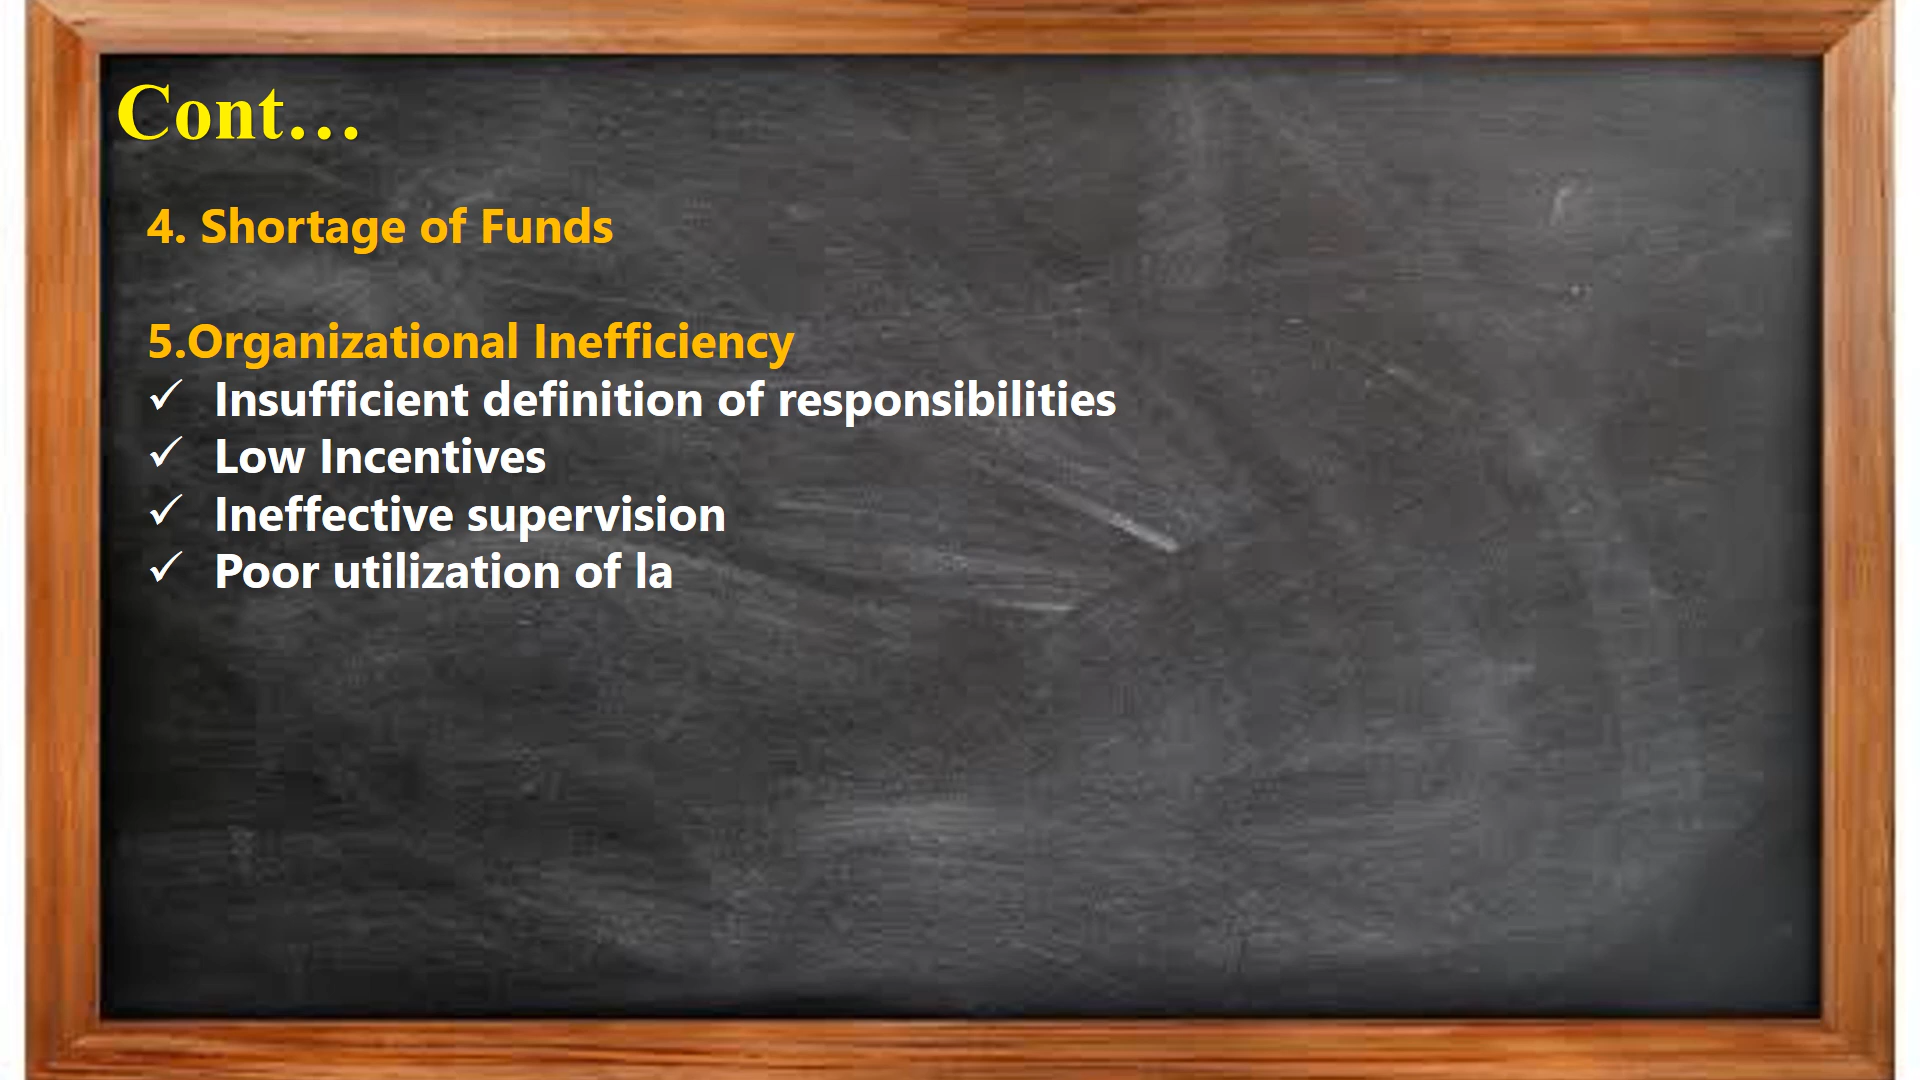 Cont…
4. Shortage of Funds
5.Organizational Inefficiency
✓ Insufficient definition of responsibilities
✓ Low Incentives
✓ Ineffective supervision
✓ Poor utilization of la